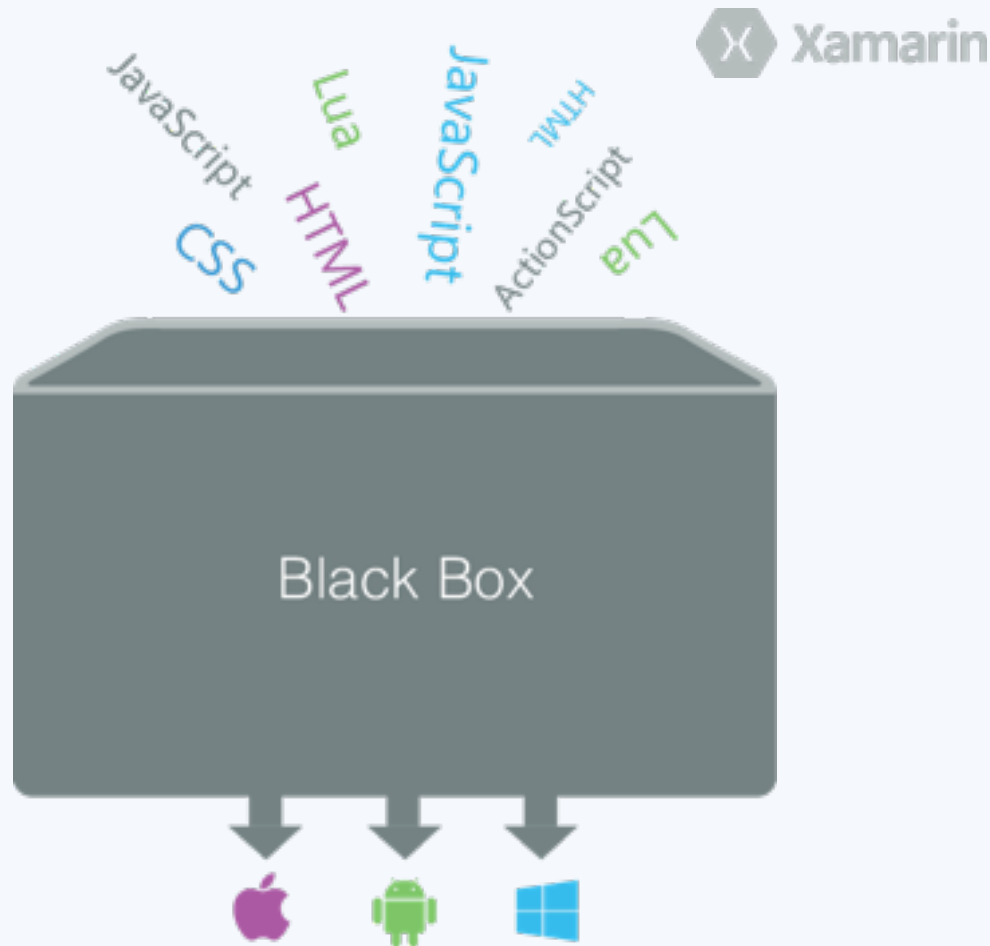 Xamarin
JavaScript
Lua
JavaScript
HTML
CSS
HTML
ActionScript
Lua
Black Box